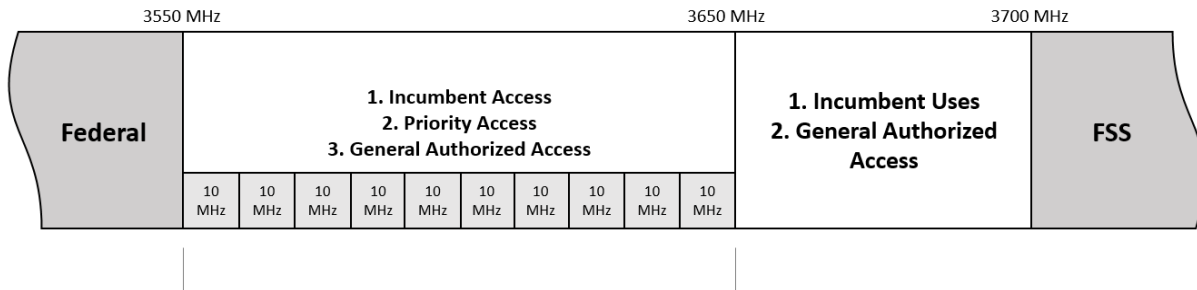 3550 MHz
3650 MHz
3700 MHz
Federal
1. Incumbent Access
2. Priority Access
3. General Authorized Access
10
MHz
10
MHz
10
MHz
10
MHz
10
MHz
10
MHz
10
MHz
10
MHz
10
MHz
10
MHz
1. Incumbent Uses
2. General Authorized
Access
FSS